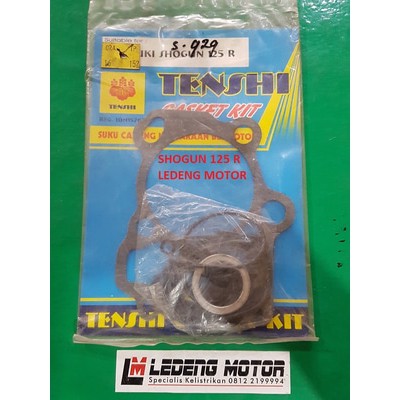 S-929
UKI SHOGUN 125 R
TENSHI
GASKET KIT
TENSHI
SUKU CA
SHOGUN 125 R
LEDENG MOTOR
TENSHI KIT
LM LEDENG MOTOR
Specialis Kelistrikan 0812.2199994